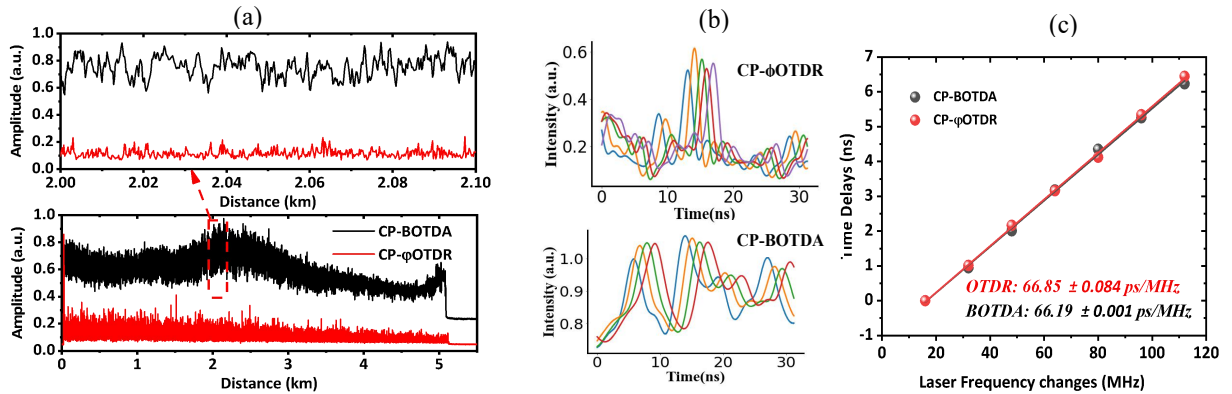 (a)
Amplitude (a.u.)
1.0
0.8
0.6
0.4
0.2
0.0
2.00 2.02 2.04 2.06 2.08 2.10
Distance (km)
Amplitude (a.u.)
1.0
0.8
0.6
0.4
0.2
0.0
CP-BOTDA
CP-φOTDR
0 1 2 3 4 5
Distance (km)
(b)
Intensity (a.u.)
0.6
0.4
0.2
CP-ϕOTDR
0 10 20 30
Time(ns)
Intensity (a.u.)
1.0
0.9
0.8
CP-BOTDA
0 10 20 30
Time(ns)
(c)
Time Delays (ns)
7
6
5
4
3
2
1
0
-1
CP-BOTDA
CP-φOTDR
OTDR: 66.85 ± 0.084 ps/MHz
BOTDA: 66.19 ± 0.001 ps/MHz
0 20 40 60 80 100 120
Laser Frequency changes (MHz)